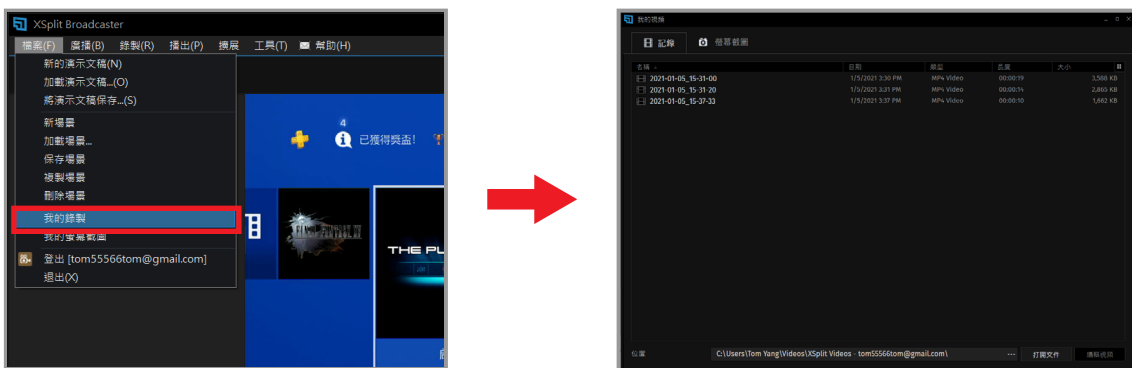 XSplit Broadcaster
檔案(F) 廣播(B) 錄製(R) 播出(P) 擴展 工具(T) 幫助(H)
新的演示文稿(N)
加載演示文稿...(O)
將演示文稿保存...(S)
新場景
加載場景...
保存場景
複製場景
刪除場景
我的錄製
我的螢幕截圖
登出 [tom55566tom@gmail.com]
退出(X)
4
已獲得獎盃!
FINAL FANTASY XV
THE PL
我的視頻
記錄 螢幕截圖
名稱 日期 類型 長度 大小
2021-01-05_15-31-00 1/5/2021 3:30 PM MP4 Video 00:00:19 3,588 KB
2021-01-05_15-31-20 1/5/2021 3:31 PM MP4 Video 00:00:14 2,865 KB
2021-01-05_15-37-33 1/5/2021 3:37 PM MP4 Video 00:00:10 1,662 KB
位置 C:\Users\Tom Yang\Videos\XSplit Videos - tom55566tom@gmail.com\ ... 打開文件